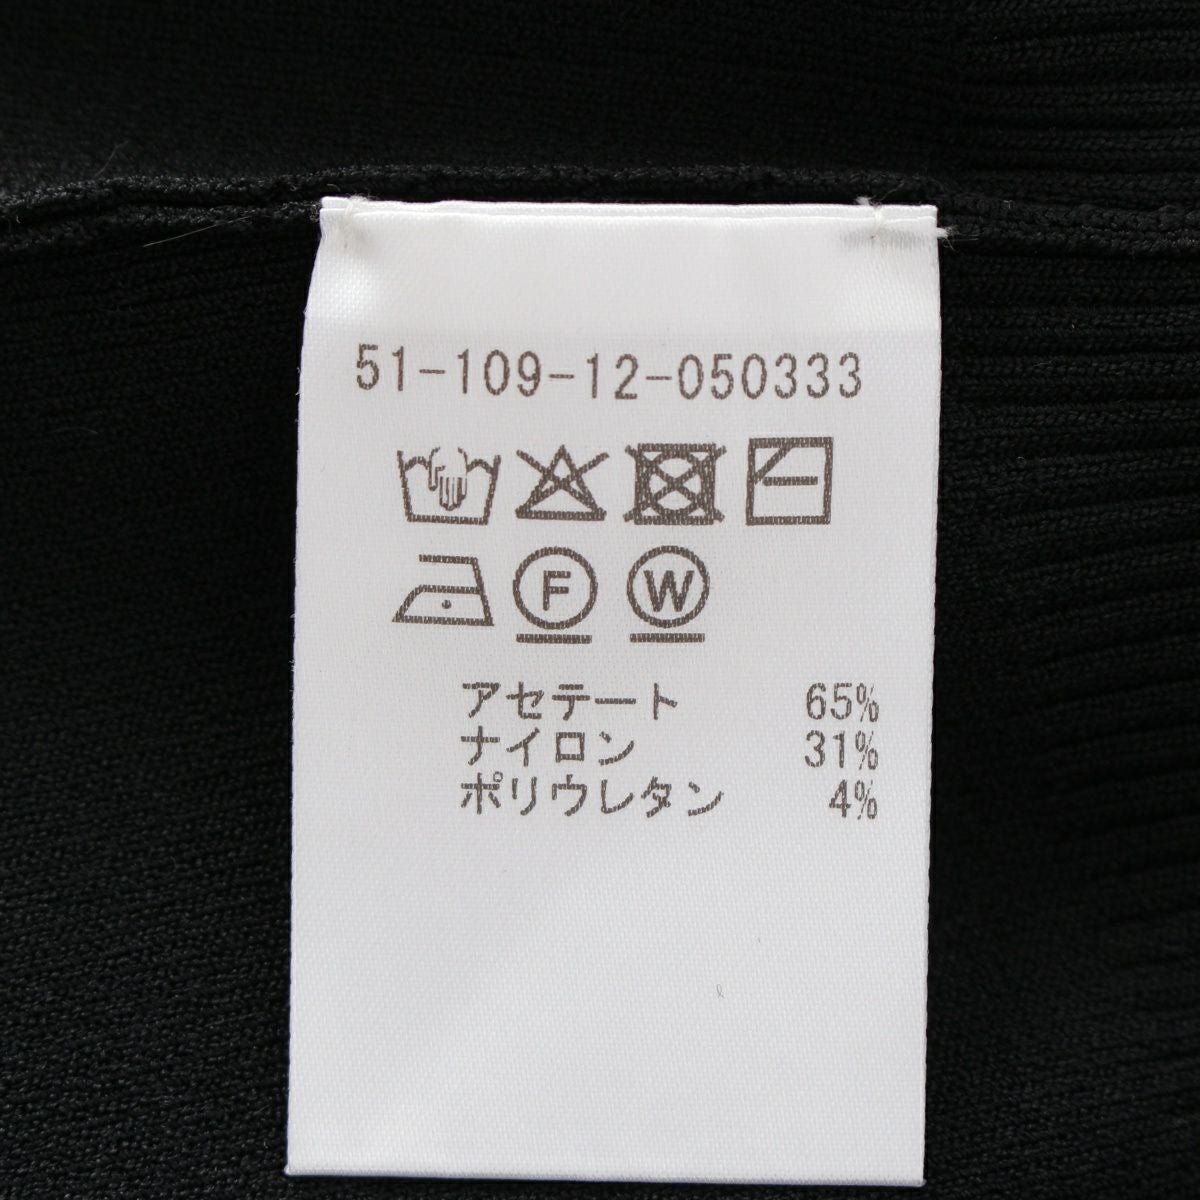 51-109-12-050333
F W
アセテート 65%
ナイロン 31%
ポリウレタン 4%